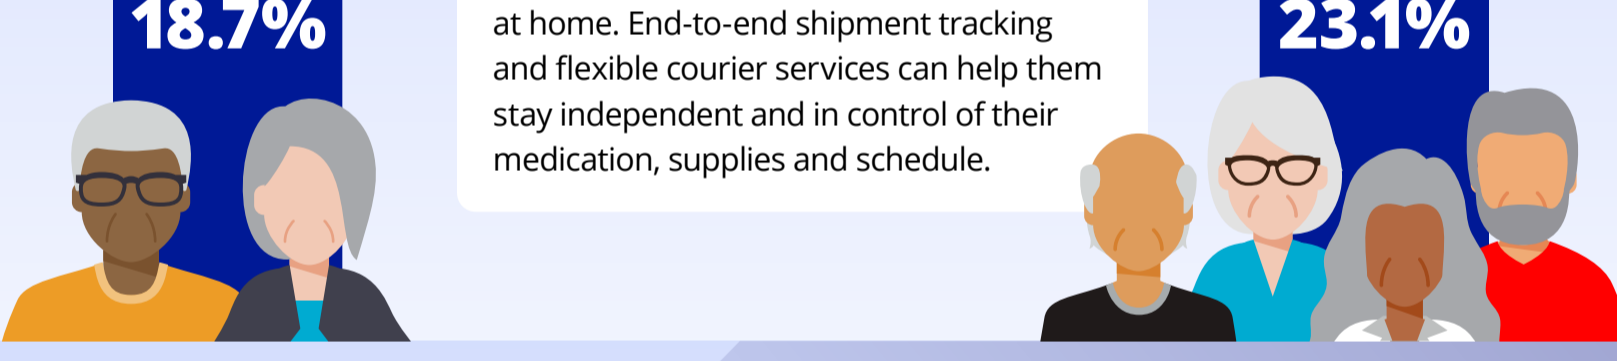 18.7%
at home. End-to-end shipment tracking
and flexible courier services can help them
stay independent and in control of their
medication, supplies and schedule.
23.1%